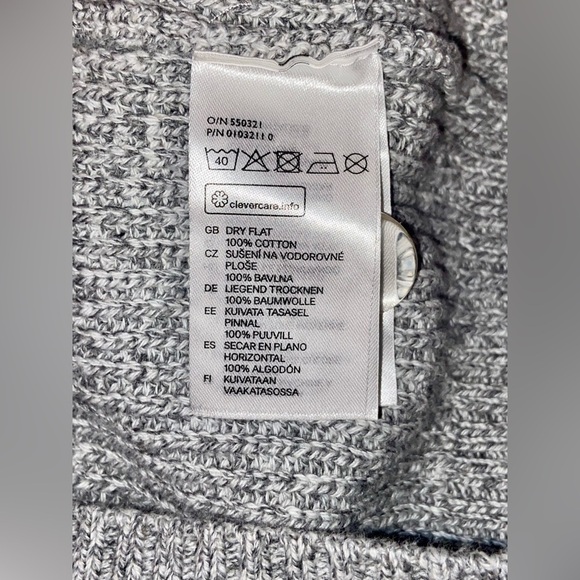 O/N 550321
P/N 0103211 0
40
clevercare.info
GB DRY FLAT
100% COTTON
CZ SUŠENÍ NA VODOROVNÉ
PLOŠE
100% BAVLNA
DE LIEGEND TROCKNEN
100% BAUMWOLLE
EE KUIVATA TASASEL
PINNAL
100% PUUVILL
ES SECAR EN PLANO
HORIZONTAL
100% ALGODÓN
FI KUIVATAAN
VAAKATASOSSA